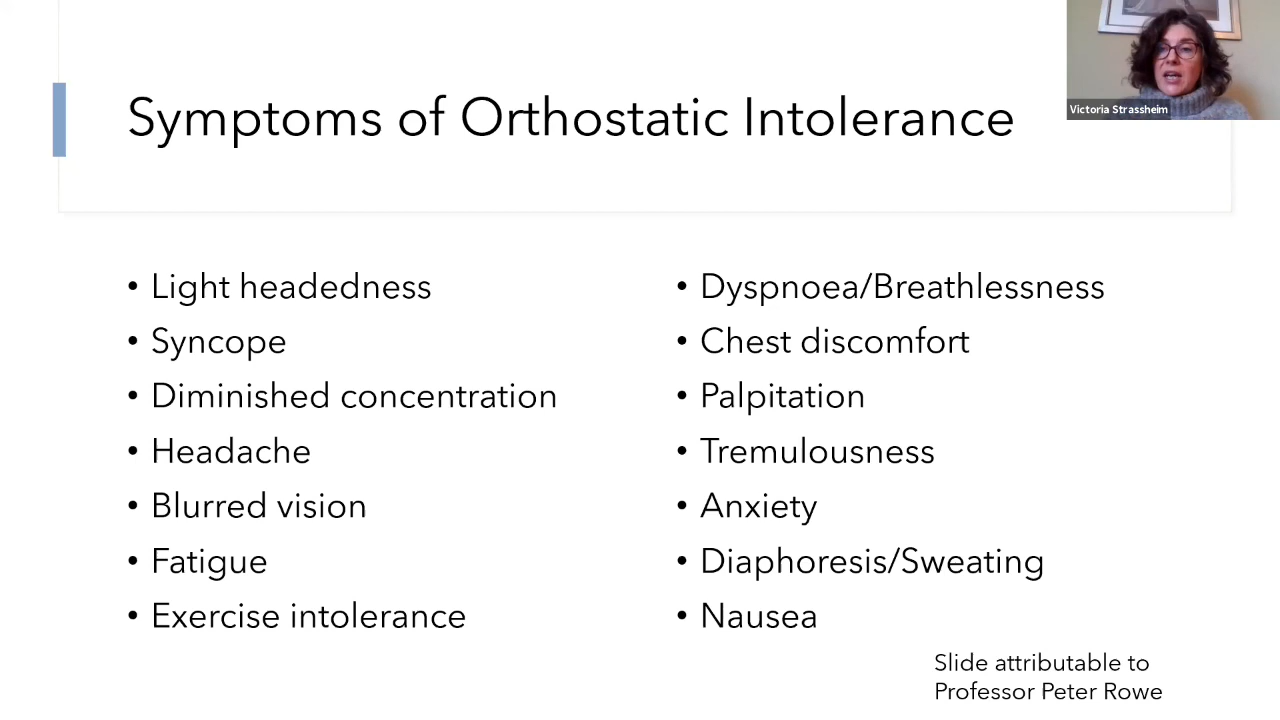 Victoria Strassheim
Symptoms of Orthostatic Intolerance
• Light headedness
• Syncope
• Diminished concentration
• Headache
• Blurred vision
• Fatigue
• Exercise intolerance
• Dyspnoea/Breathlessness
• Chest discomfort
• Palpitation
• Tremulousness
• Anxiety
• Diaphoresis/Sweating
• Nausea
Slide attributable to
Professor Peter Rowe